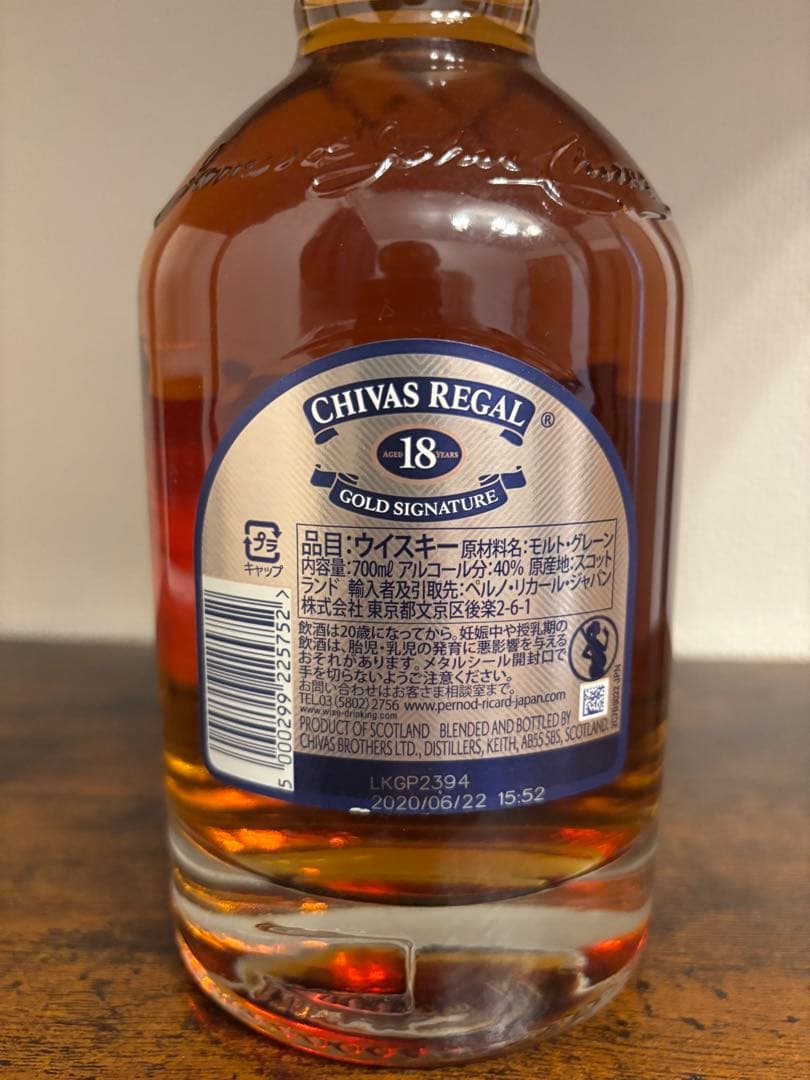 CHIVAS REGAL ®
AGED 18 YEARS
GOLD SIGNATURE
プラ
キャップ
品目:ウイスキー 原材料名:モルト・グレーン
内容量:700mℓ アルコール分:40% 原産地:スコット
ランド 輸入者及引取先:ペルノ・リカール・ジャパン
株式会社 東京都文京区後楽2-6-1
飲酒は20歳になってから。妊娠中や授乳期の
飲酒は、胎児・乳児の発育に悪影響を与える
おそれがあります。メタルシール開封口で
手を切らないようご注意ください。
お問い合わせはお客さま相談室まで。
TEL.03 (5802) 2756 www.pernod-ricard-japan.com
www.wise-drinking.com
PRODUCT OF SCOTLAND BLENDED AND BOTTLED BY
CHIVAS BROTHERS LTD., DISTILLERS, KEITH, AB55 5BS, SCOTLAND.
5 000299 225752 >
LKGP2394
2020/06/22 15:52